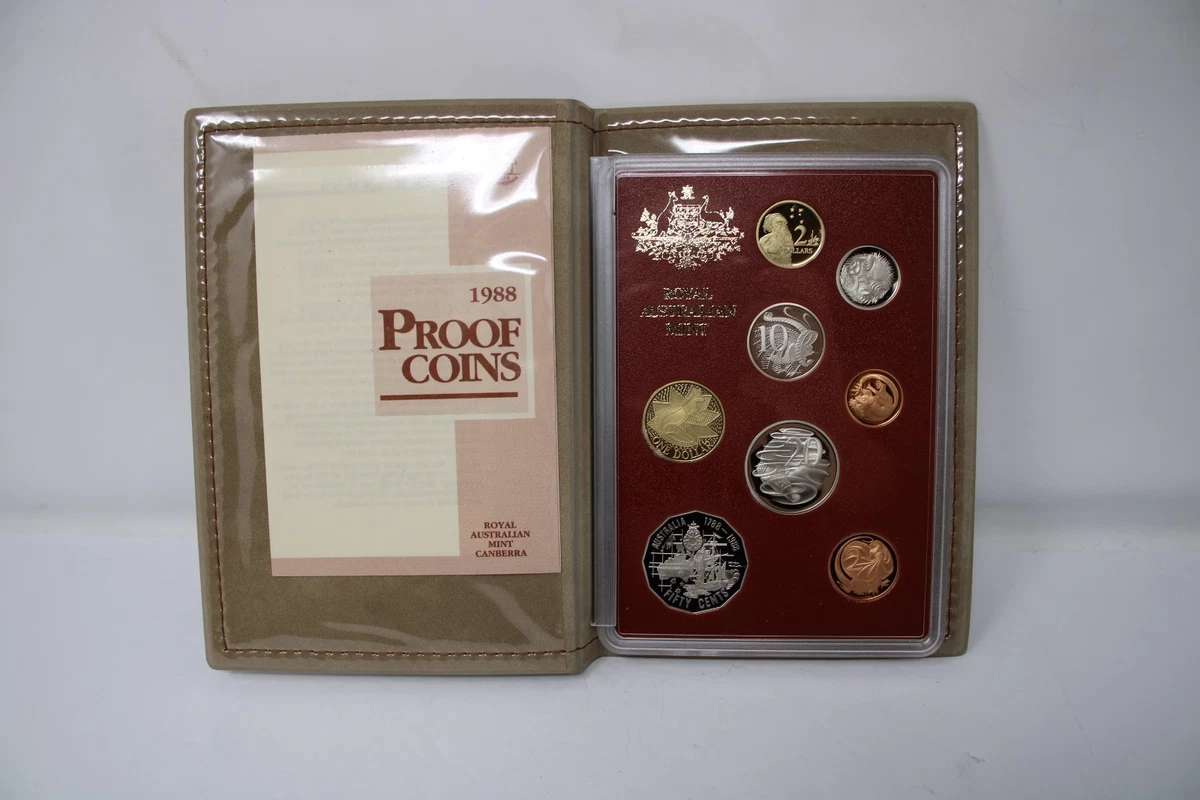 1988
PROOF
COINS
ROYAL
AUSTRALIAN
MINT
CANBERRA
ROYAL
AUSTRALIAN
MINT
2
DOLLARS
10
ONE DOLLAR
20
AUSTRALIA 1788-1988
FIFTY CENTS